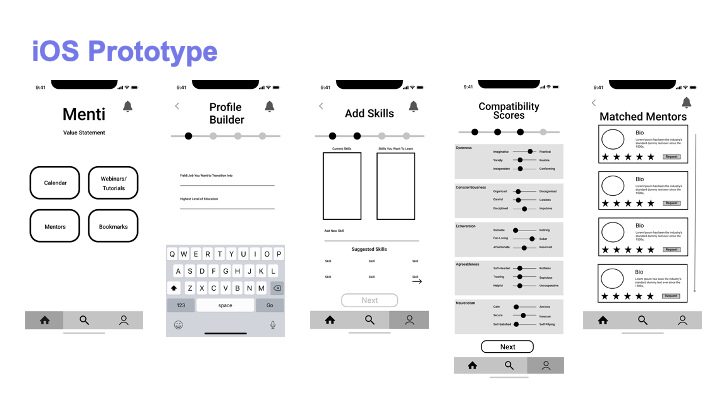 iOS Prototype
9:41
Menti
Value Statement
Calendar
Webinars/
Tutorials
Mentors
Bookmarks
9:41
Profile
Builder
Field/Job You Want to Transition Into
Highest Level of Education
Q W E R T Y U I O P
A S D F G H J K L
Z X C V B N M
123
space
Go
9:41
Add Skills
Current Skills
Skills You Want To Learn
Add New Skill
Suggested Skills
Skill Skill Skill
Skill Skill Skill
Next
9:41
Compatibility
Scores
Openness
Imaginative Practical
Variety Routine
Independent Conforming
Conscientiousness
Organized Disorganized
Careful Careless
Disciplined Impulsive
Extraversion
Sociable Retiring
Fun-Loving Sober
Affectionate Reserved
Agreeableness
Soft-Hearted Ruthless
Trusting Suspicious
Helpful Uncooperative
Neuroticism
Calm Anxious
Secure Insecure
Self-satisfied Self-Pitying
Next
9:41
Matched Mentors
Bio
Lorem Ipsum has been the industry's
standard dummy text ever since the
1500s,
Request
Bio
Lorem Ipsum has been the industry's
standard dummy text ever since the
1500s,
Request
Bio
Lorem Ipsum has been the industry's
standard dummy text ever since the
1500s,
Request
Bio
Lorem Ipsum has been the industry's
standard dummy text ever since the
1500s,
Request